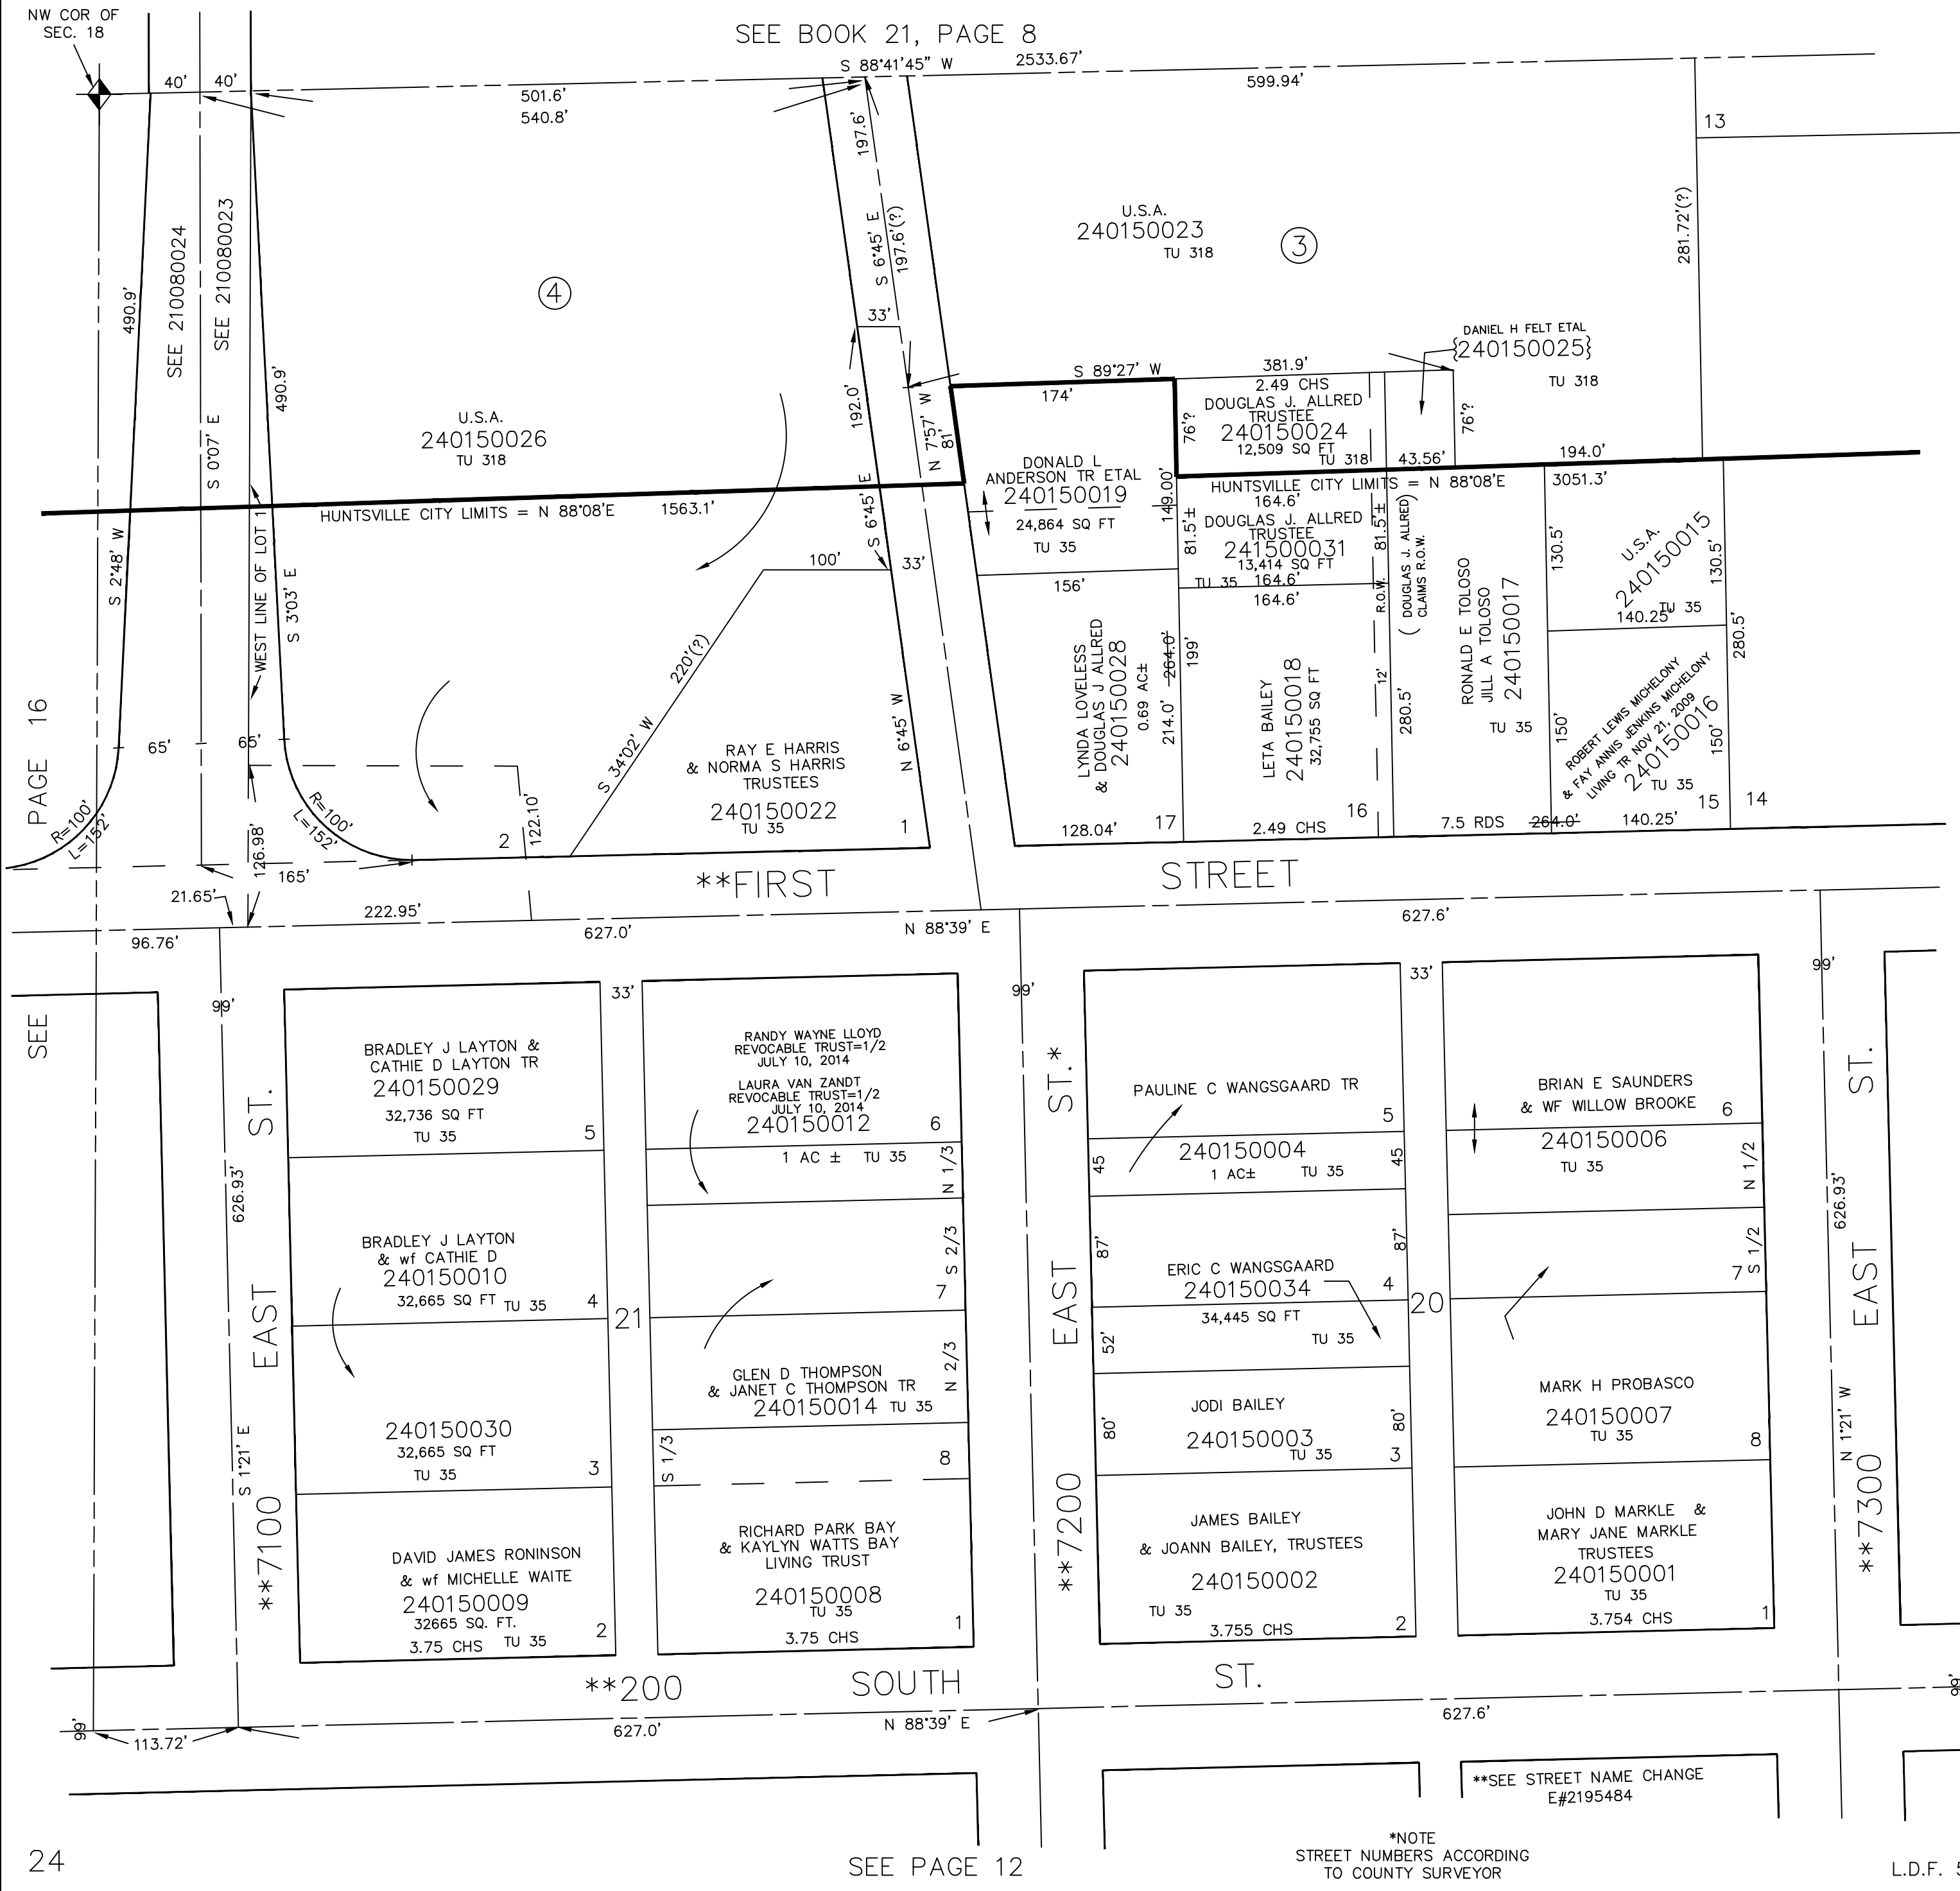 NW COR OF
SEC. 18
SEE BOOK 21, PAGE 8
S 88°41'45" W
2533.67'
40'
40'
501.6'
540.8'
599.94'
13
197.6'
S 6°45' E
197.6'(?)
490.9'
SEE 210080024
SEE 210080023
S 0°07' E
490.9'
4
U.S.A.
240150026
TU 318
U.S.A.
240150023
TU 318
3
281.72'(?)
33'
192.0'
N 7°57' W
81'
S 89°27' W
174'
381.9'
2.49 CHS
DOUGLAS J. ALLRED
TRUSTEE
240150024
12,509 SQ FT
TU 318
76'?
DANIEL H FELT ETAL
{240150025}
TU 318
76'?
43.56'
194.0'
HUNTSVILLE CITY LIMITS = N 88°08'E
1563.1'
HUNTSVILLE CITY LIMITS = N 88°08'E
3051.3'
DONALD L
ANDERSON TR ETAL
240150019
24,864 SQ FT
TU 35
149.00'
81.5'±
164.6'
DOUGLAS J. ALLRED
TRUSTEE
241500031
13,414 SQ FT
TU 35
164.6'
81.5'±
164.6'
S 2°48' W
WEST LINE OF LOT 1
S 3°03' E
S 6°45' E
100'
33'
220'(?)
S 34°02' W
N 6°45' W
156'
LYNDA LOVELESS
& DOUGLAS J ALLRED
240150028
0.69 AC±
214.0'
264.0'
199'
LETA BAILEY
240150018
32,755 SQ FT
R.O.W.
12'
( DOUGLAS J. ALLRED)
CLAIMS R.O.W.
280.5'
RONALD E TOLOSO
JILL A TOLOSO
240150017
TU 35
130.5'
U.S.A.
240150015
TU 35
130.5'
140.25'
280.5'
150'
ROBERT LEWIS MICHELONY
& FAY ANNIS JENKINS MICHELONY
LIVING TR NOV 21, 2009
240150016
TU 35
150'
15
14
PAGE 16
SEE
65'
65'
R=100'
L=152'
R=100'
L=152'
126.98'
165'
2
122.10'
RAY E HARRIS
& NORMA S HARRIS
TRUSTEES
240150022
TU 35
1
128.04'
17
2.49 CHS
16
7.5 RDS
264.0'
140.25'
**FIRST
STREET
21.65'
222.95'
96.76'
627.0'
N 88°39' E
627.6'
99'
33'
99'
33'
99'
BRADLEY J LAYTON &
CATHIE D LAYTON TR
240150029
32,736 SQ FT
TU 35
5
RANDY WAYNE LLOYD
REVOCABLE TRUST=1/2
JULY 10, 2014
LAURA VAN ZANDT
REVOCABLE TRUST=1/2
JULY 10, 2014
240150012
6
1 AC ±
TU 35
N 1/3
PAULINE C WANGSGAARD TR
5
240150004
1 AC±
TU 35
45
45
BRIAN E SAUNDERS
& WF WILLOW BROOKE
6
240150006
TU 35
N 1/2
626.93'
**7100 EAST ST.
S 1°21' E
BRADLEY J LAYTON
& wf CATHIE D
240150010
32,665 SQ FT
TU 35
4
21
S 2/3
7
**7200 EAST ST.*
87'
ERIC C WANGSGAARD
240150034
87'
4
20
34,445 SQ FT
TU 35
52'
S 1/2
7
626.93'
**7300 EAST ST.
N 1°21' W
240150030
32,665 SQ FT
TU 35
3
GLEN D THOMPSON
& JANET C THOMPSON TR
240150014
TU 35
N 2/3
S 1/3
8
JODI BAILEY
240150003
TU 35
80'
80'
3
MARK H PROBASCO
240150007
TU 35
8
DAVID JAMES RONINSON
& wf MICHELLE WAITE
240150009
32665 SQ. FT.
3.75 CHS
TU 35
2
RICHARD PARK BAY
& KAYLYN WATTS BAY
LIVING TRUST
240150008
TU 35
3.75 CHS
1
JAMES BAILEY
& JOANN BAILEY, TRUSTEES
240150002
TU 35
3.755 CHS
2
JOHN D MARKLE &
MARY JANE MARKLE
TRUSTEES
240150001
TU 35
3.754 CHS
1
**200
SOUTH
ST.
99'
113.72'
627.0'
N 88°39' E
627.6'
99'
**SEE STREET NAME CHANGE
E#2195484
*NOTE
STREET NUMBERS ACCORDING
TO COUNTY SURVEYOR
24
SEE PAGE 12
L.D.F. 5